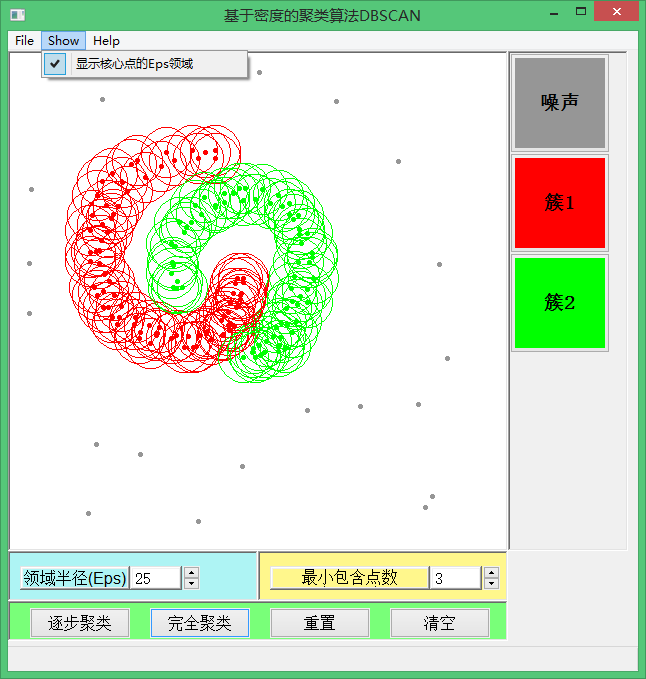 基于密度的聚类算法DBSCAN
File Show Help
显示核心点的Eps领域
噪声
簇1
簇2
领域半径(Eps) 25
最小包含点数 3
逐步聚类 完全聚类 重置 清空